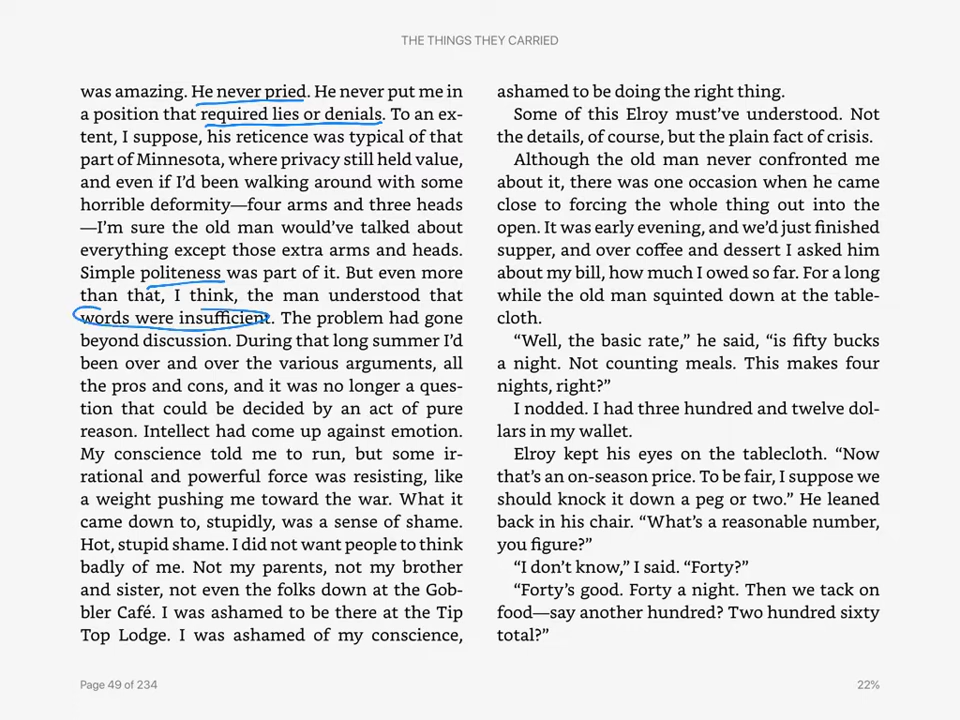 THE THINGS THEY CARRIED
was amazing. He never pried. He never put me in
a position that required lies or denials. To an ex-
tent, I suppose, his reticence was typical of that
part of Minnesota, where privacy still held value,
and even if I’d been walking around with some
horrible deformity—four arms and three heads
—I’m sure the old man would’ve talked about
everything except those extra arms and heads.
Simple politeness was part of it. But even more
than that, I think, the man understood that
words were insufficient. The problem had gone
beyond discussion. During that long summer I’d
been over and over the various arguments, all
the pros and cons, and it was no longer a ques-
tion that could be decided by an act of pure
reason. Intellect had come up against emotion.
My conscience told me to run, but some ir-
rational and powerful force was resisting, like
a weight pushing me toward the war. What it
came down to, stupidly, was a sense of shame.
Hot, stupid shame. I did not want people to think
badly of me. Not my parents, not my brother
and sister, not even the folks down at the Gob-
bler Café. I was ashamed to be there at the Tip
Top Lodge. I was ashamed of my conscience,
ashamed to be doing the right thing.
Some of this Elroy must’ve understood. Not
the details, of course, but the plain fact of crisis.
Although the old man never confronted me
about it, there was one occasion when he came
close to forcing the whole thing out into the
open. It was early evening, and we’d just finished
supper, and over coffee and dessert I asked him
about my bill, how much I owed so far. For a long
while the old man squinted down at the table-
cloth.
“Well, the basic rate,” he said, “is fifty bucks
a night. Not counting meals. This makes four
nights, right?”
I nodded. I had three hundred and twelve dol-
lars in my wallet.
Elroy kept his eyes on the tablecloth. “Now
that’s an on-season price. To be fair, I suppose we
should knock it down a peg or two.” He leaned
back in his chair. “What’s a reasonable number,
you figure?”
“I don’t know,” I said. “Forty?”
“Forty’s good. Forty a night. Then we tack on
food—say another hundred? Two hundred sixty
total?”
Page 49 of 234
22%